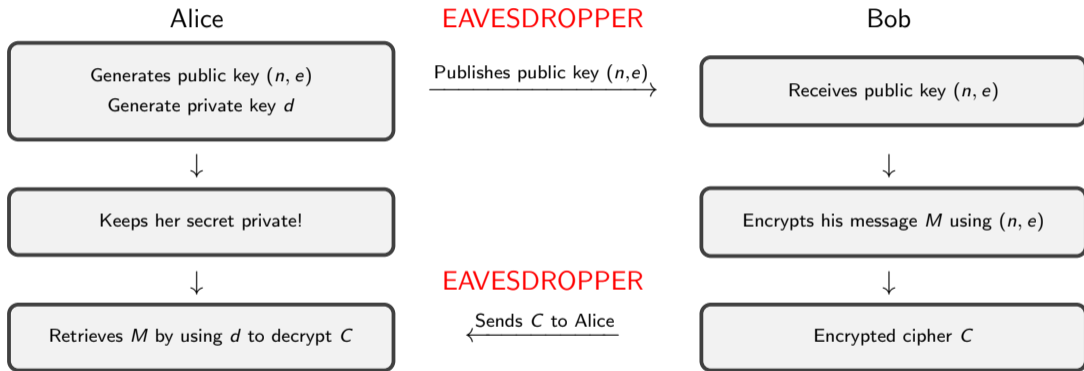 Alice
EAVESDROPPER
Bob
Generates public key (n, e)
Generate private key d
Publishes public key (n,e)
Receives public key (n, e)
↓
↓
Keeps her secret private!
Encrypts his message M using (n, e)
↓
EAVESDROPPER
↓
Retrieves M by using d to decrypt C
Sends C to Alice
Encrypted cipher C